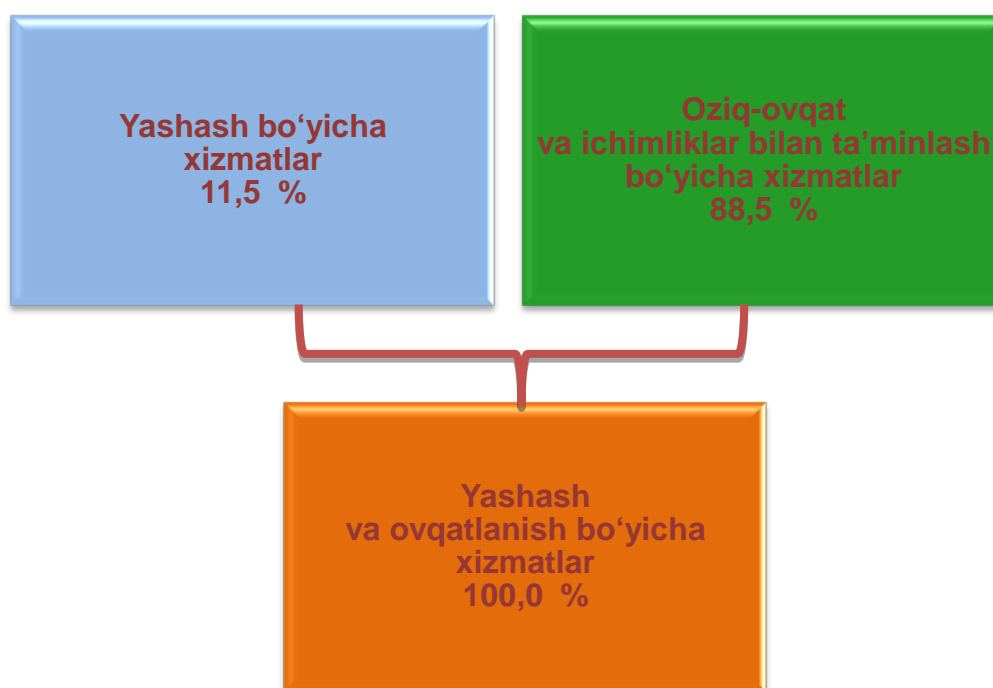 Yashash bo‘yicha
xizmatlar
11,5 %
Oziq-ovqat
va ichimliklar bilan ta’minlash
bo‘yicha xizmatlar
88,5 %
Yashash
va ovqatlanish bo‘yicha
xizmatlar
100,0 %